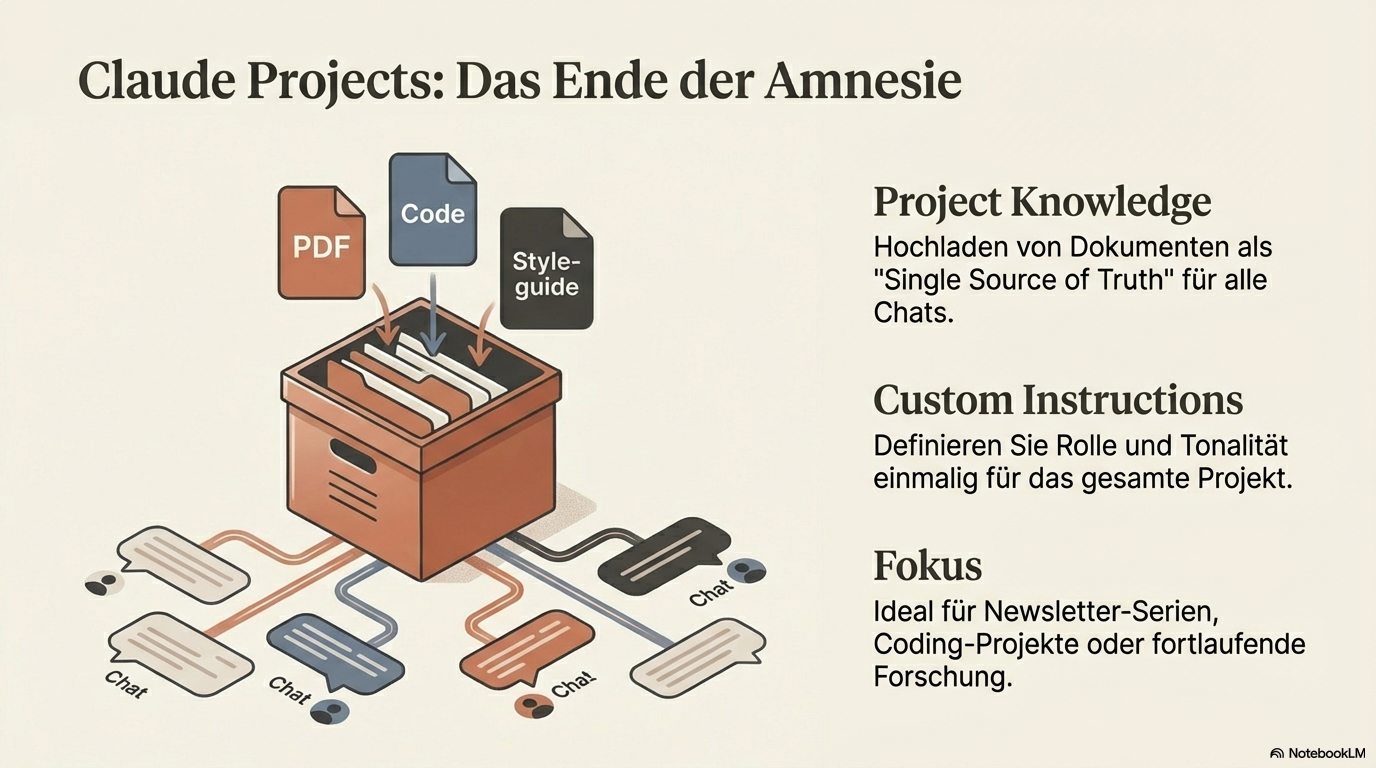 Claude Projects: Das Ende der Amnesie
PDF
Code
Style-
guide
Chat
Chat
Chat
Chat
Project Knowledge
Hochladen von Dokumenten als
"Single Source of Truth" für alle
Chats.
Custom Instructions
Definieren Sie Rolle und Tonalität
einmalig für das gesamte Projekt.
Fokus
Ideal für Newsletter-Serien,
Coding-Projekte oder fortlaufende
Forschung.
NotebookLM